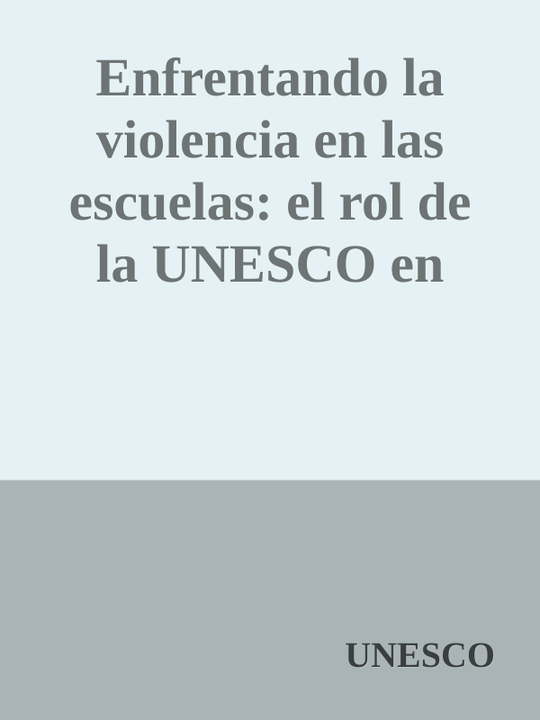 Enfrentando la
violencia en las
escuelas: el rol de
la UNESCO en
UNESCO